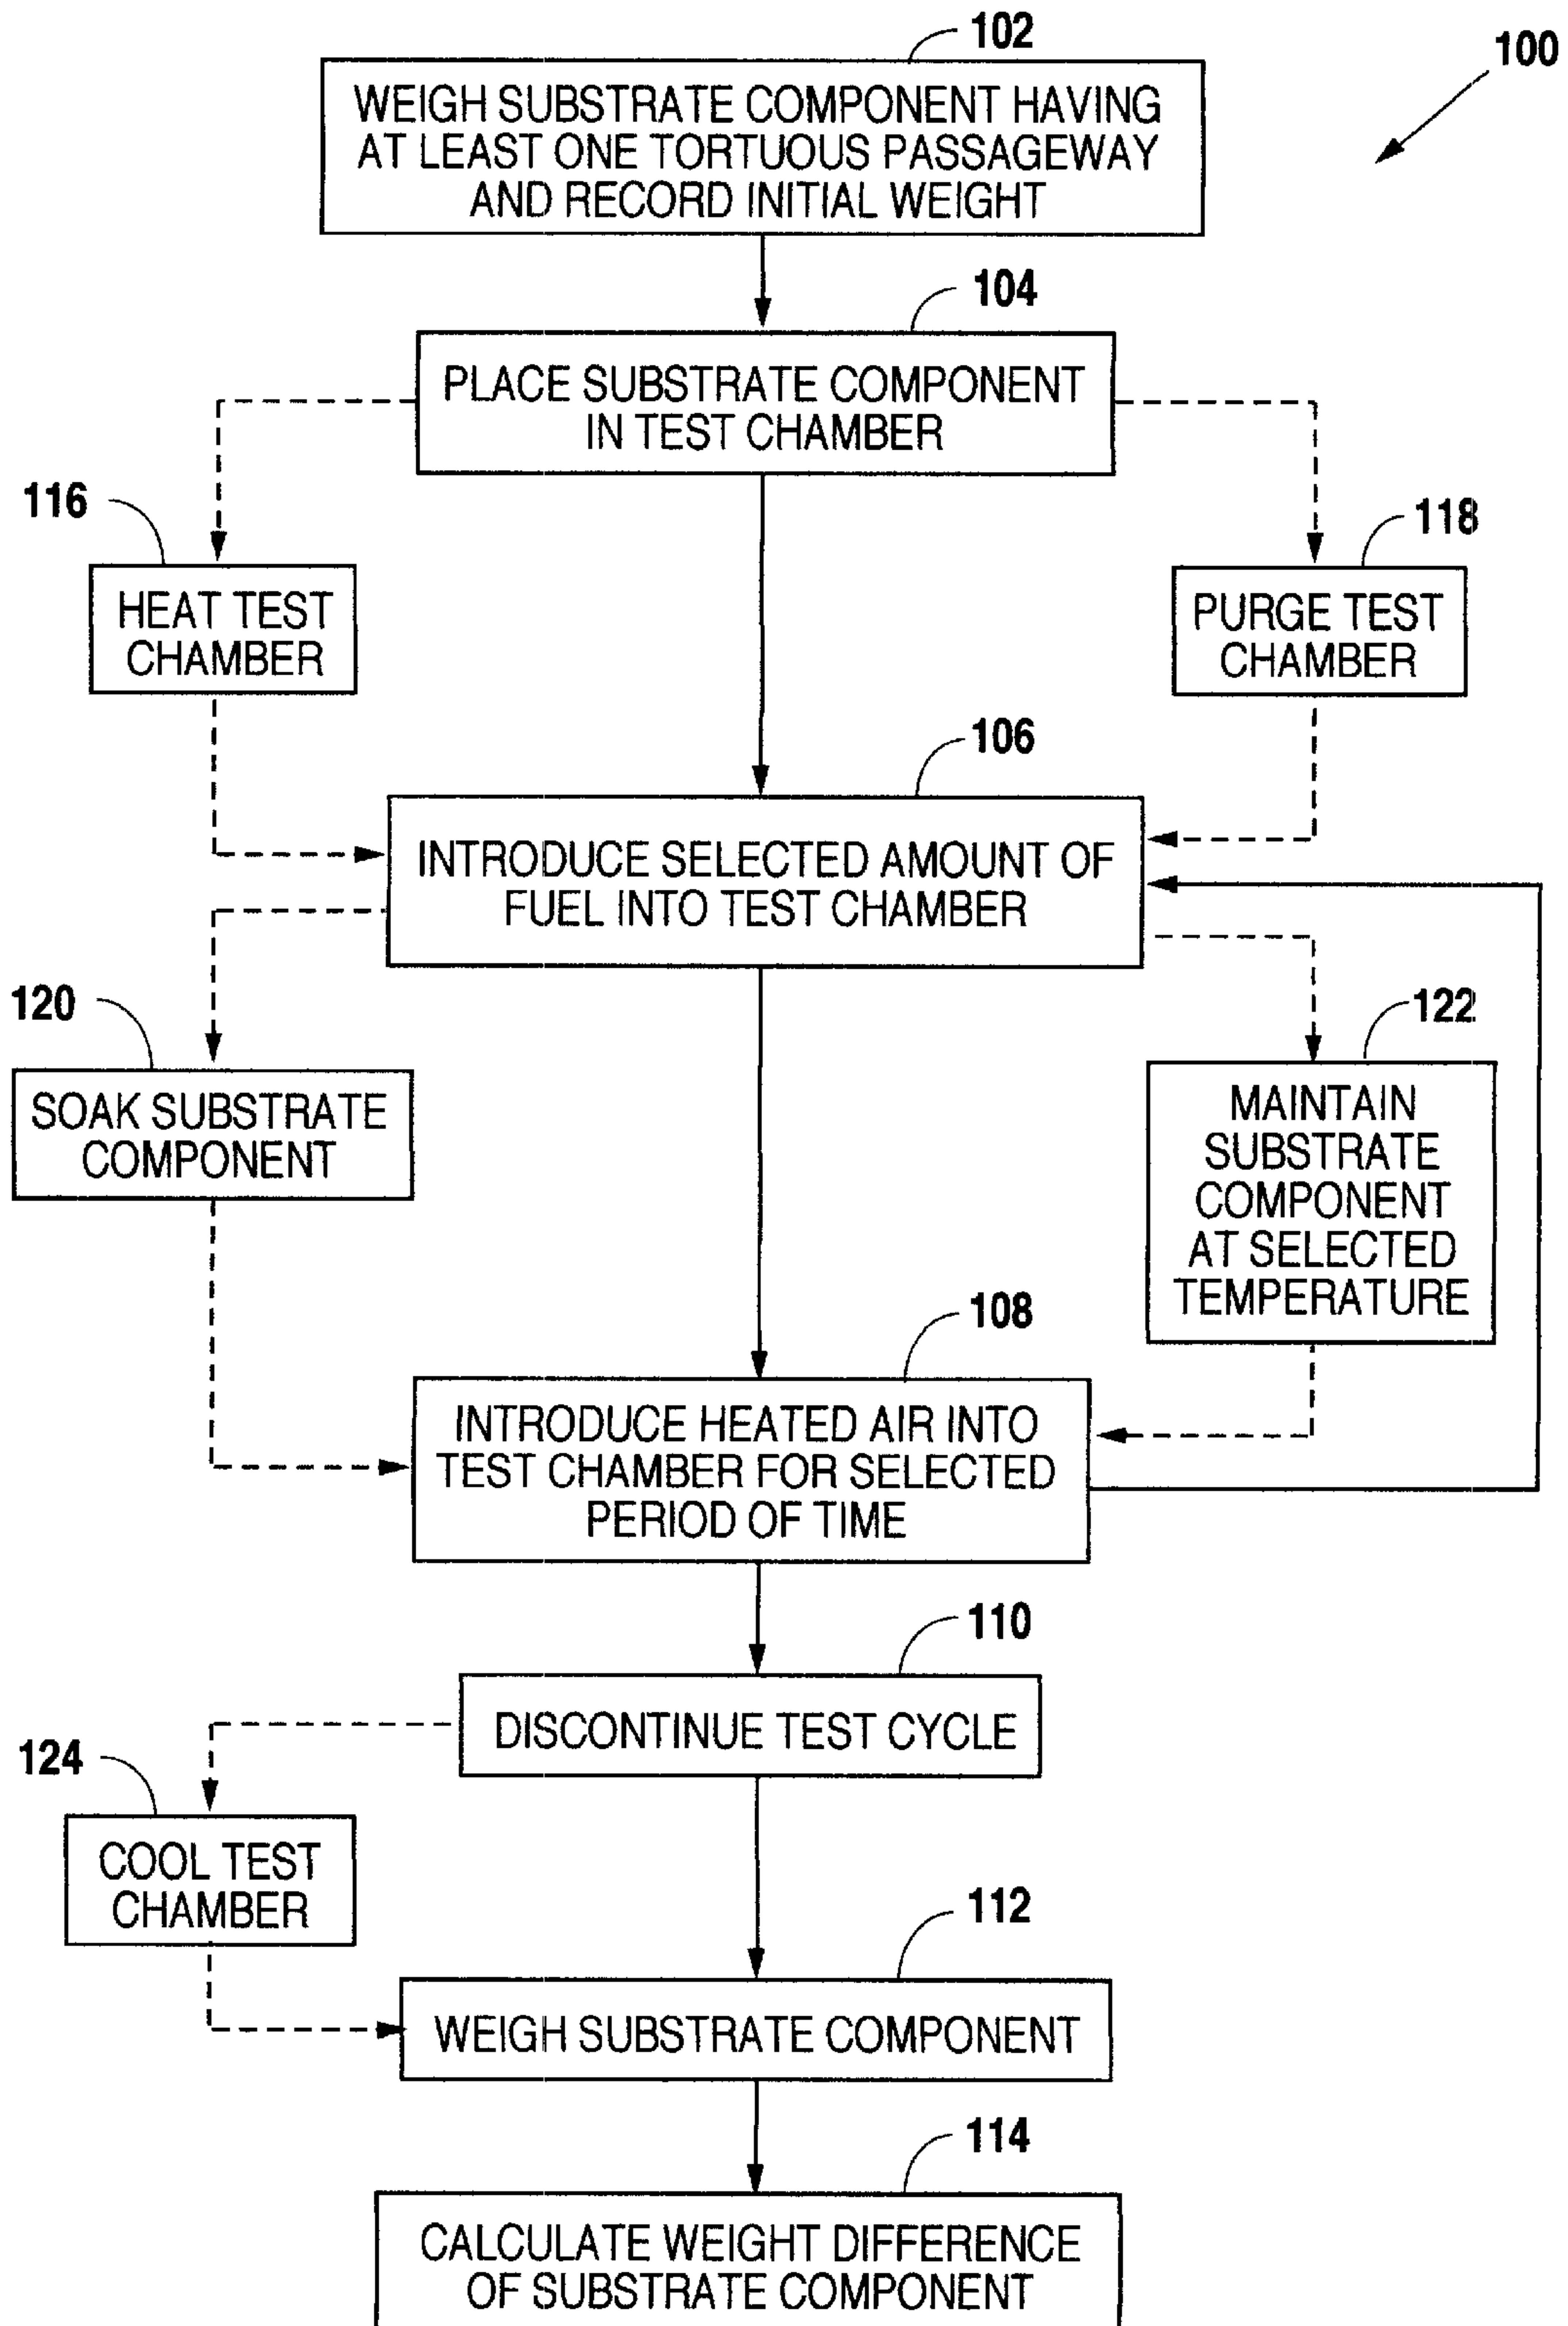 102
100
WEIGH SUBSTRATE COMPONENT HAVING
AT LEAST ONE TORTUOUS PASSAGEWAY
AND RECORD INITIAL WEIGHT
104
PLACE SUBSTRATE COMPONENT
IN TEST CHAMBER
116
HEAT TEST
CHAMBER
118
PURGE TEST
CHAMBER
106
INTRODUCE SELECTED AMOUNT OF
FUEL INTO TEST CHAMBER
120
SOAK SUBSTRATE
COMPONENT
122
MAINTAIN
SUBSTRATE
COMPONENT
AT SELECTED
TEMPERATURE
108
INTRODUCE HEATED AIR INTO
TEST CHAMBER FOR SELECTED
PERIOD OF TIME
110
DISCONTINUE TEST CYCLE
124
COOL TEST
CHAMBER
112
WEIGH SUBSTRATE COMPONENT
114
CALCULATE WEIGHT DIFFERENCE
OF SUBSTRATE COMPONENT